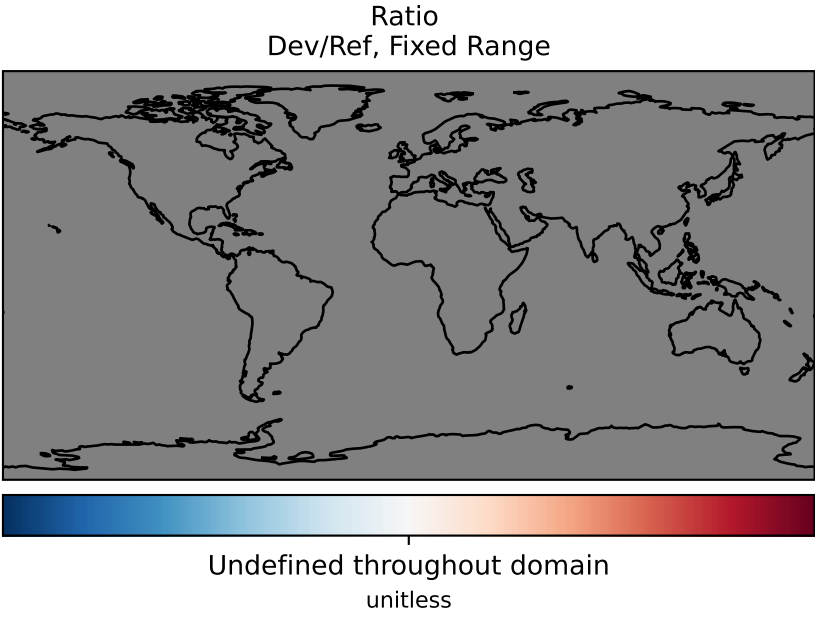 Ratio
Dev/Ref, Fixed Range
Undefined throughout domain
unitless